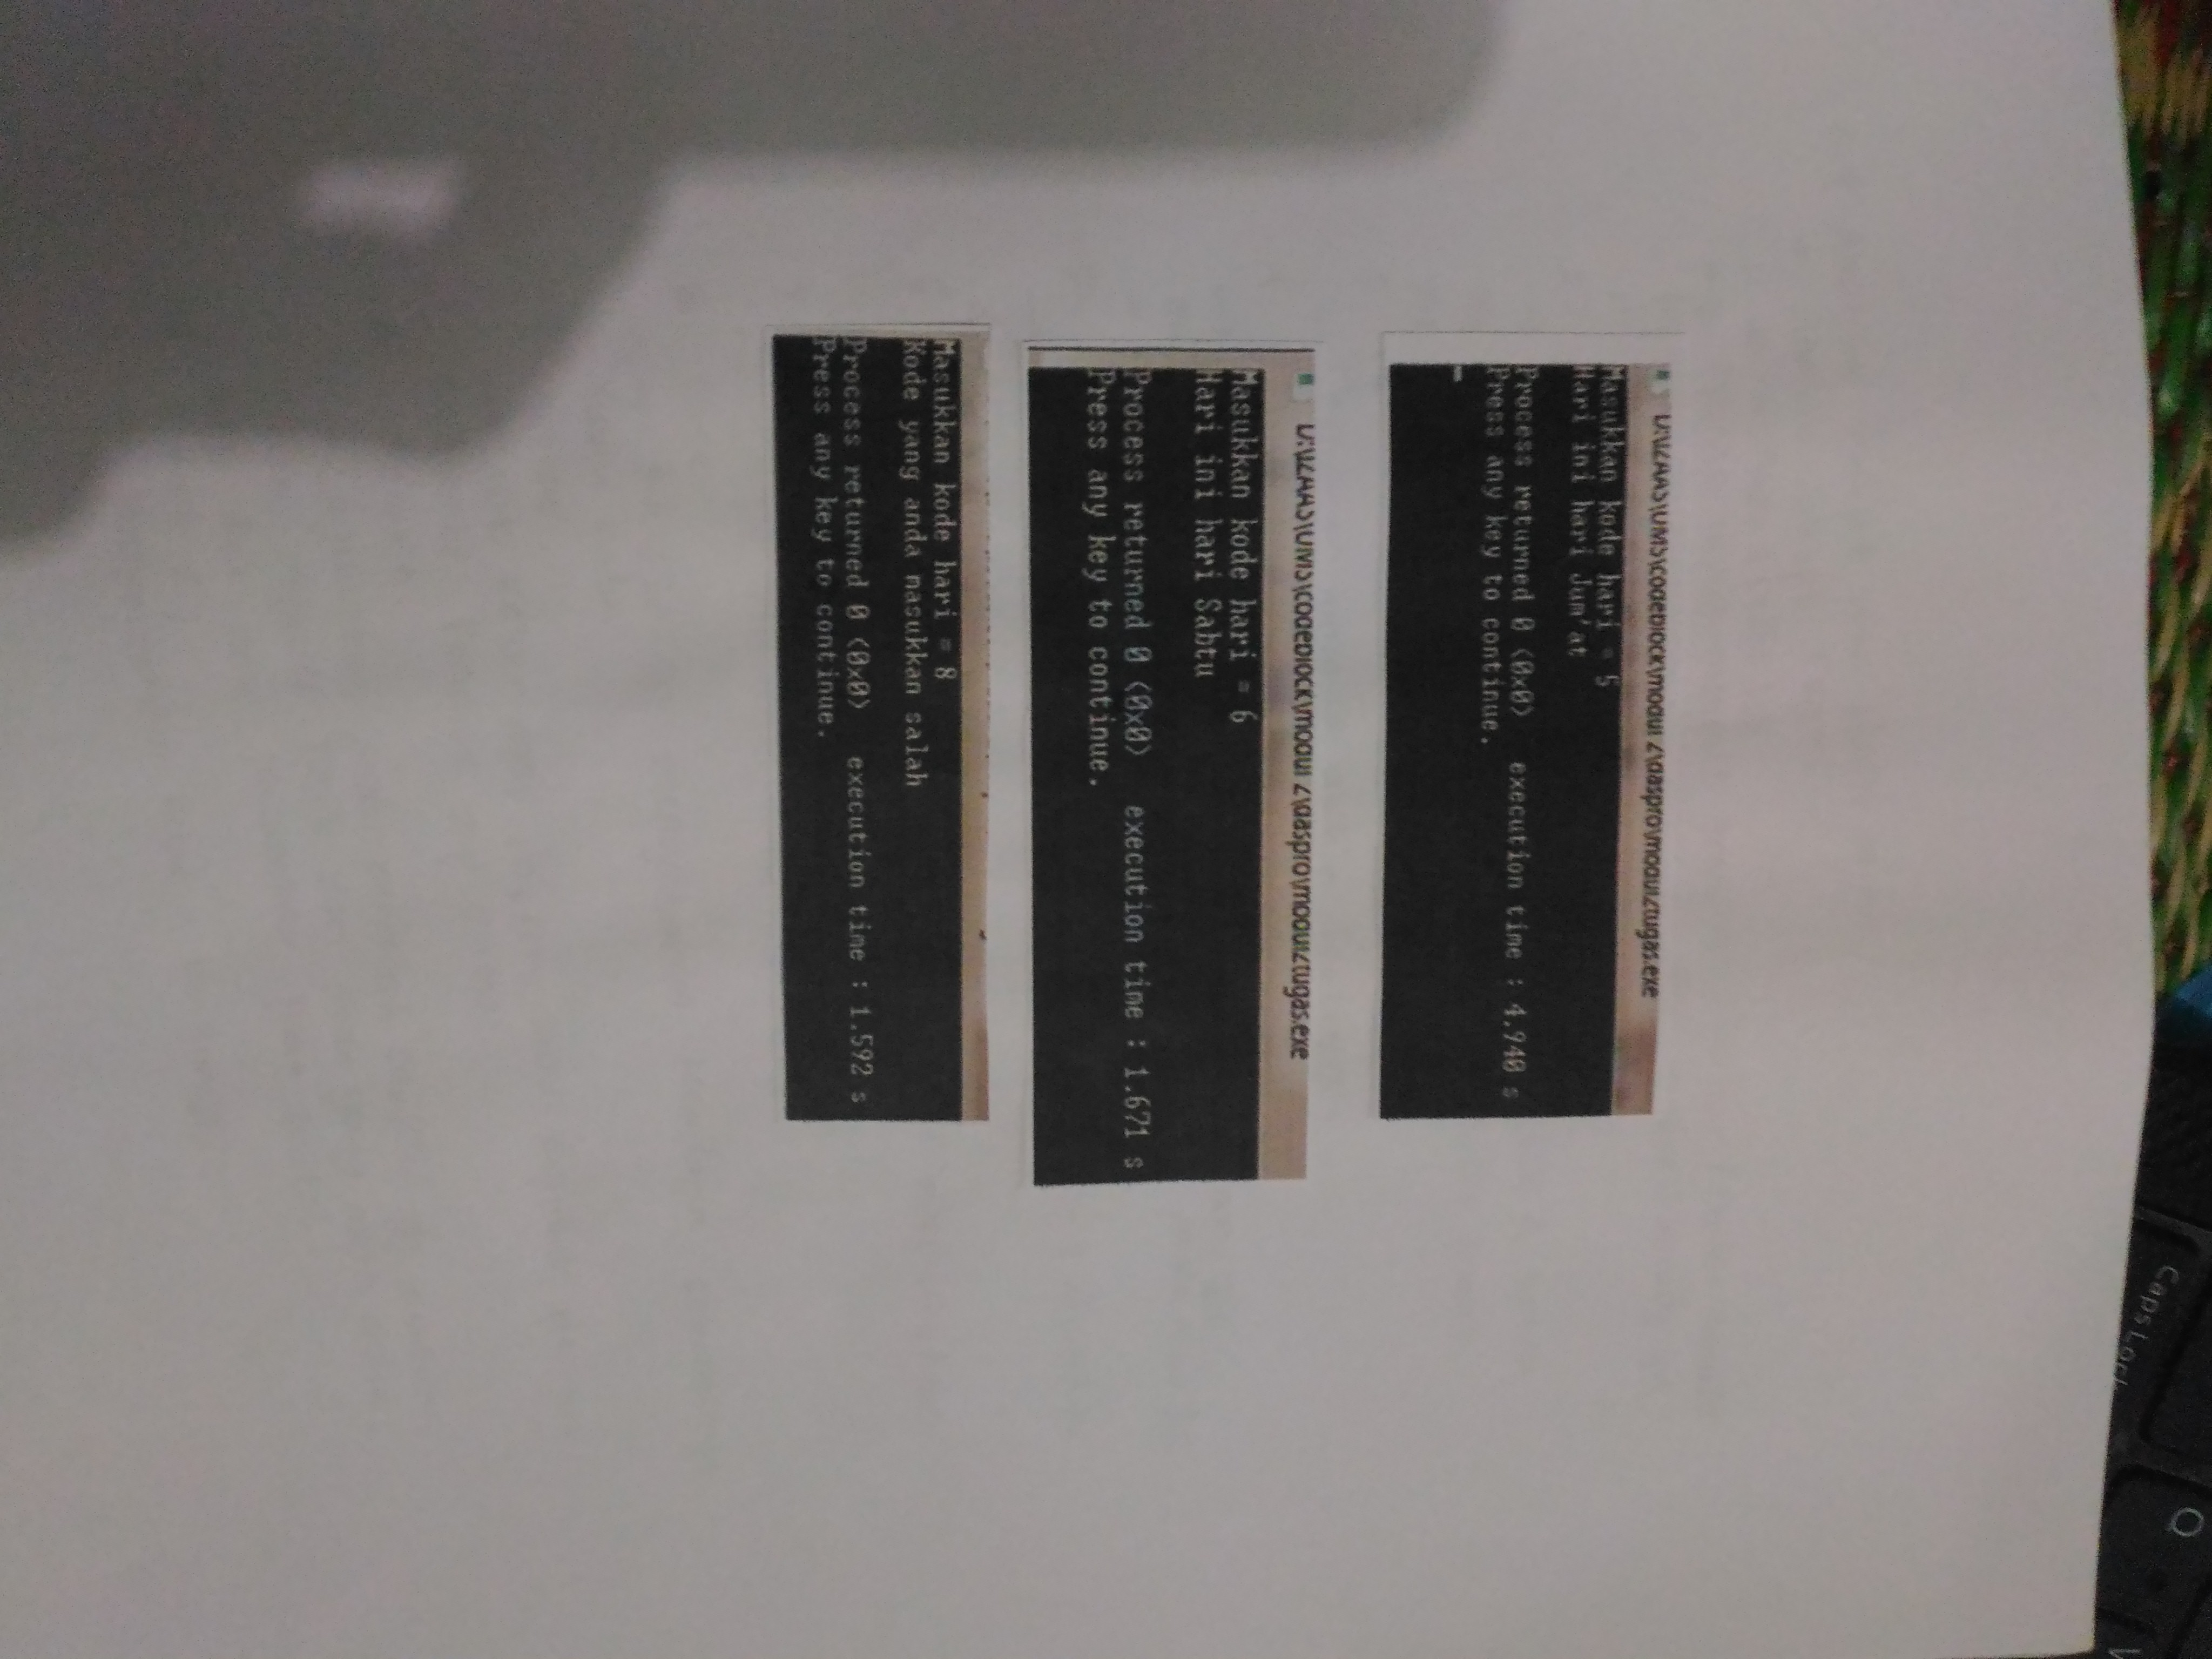 D:\IZAAS\UMS\codeblock\modul 2\daspro\modul2tugas.exe
Masukkan kode hari = 5
Hari ini hari Jum'at
Process returned 0 (0x0)   execution time : 4.940 s
Press any key to continue.
D:\IZAAS\UMS\codeblock\modul 2\daspro\modul2tugas.exe
Masukkan kode hari = 6
Hari ini hari Sabtu
Process returned 0 (0x0)   execution time : 1.671 s
Press any key to continue.
Masukkan kode hari = 8
Kode yang anda masukkan salah
Process returned 0 (0x0)   execution time : 1.592 s
Press any key to continue.
Caps Lock
Q